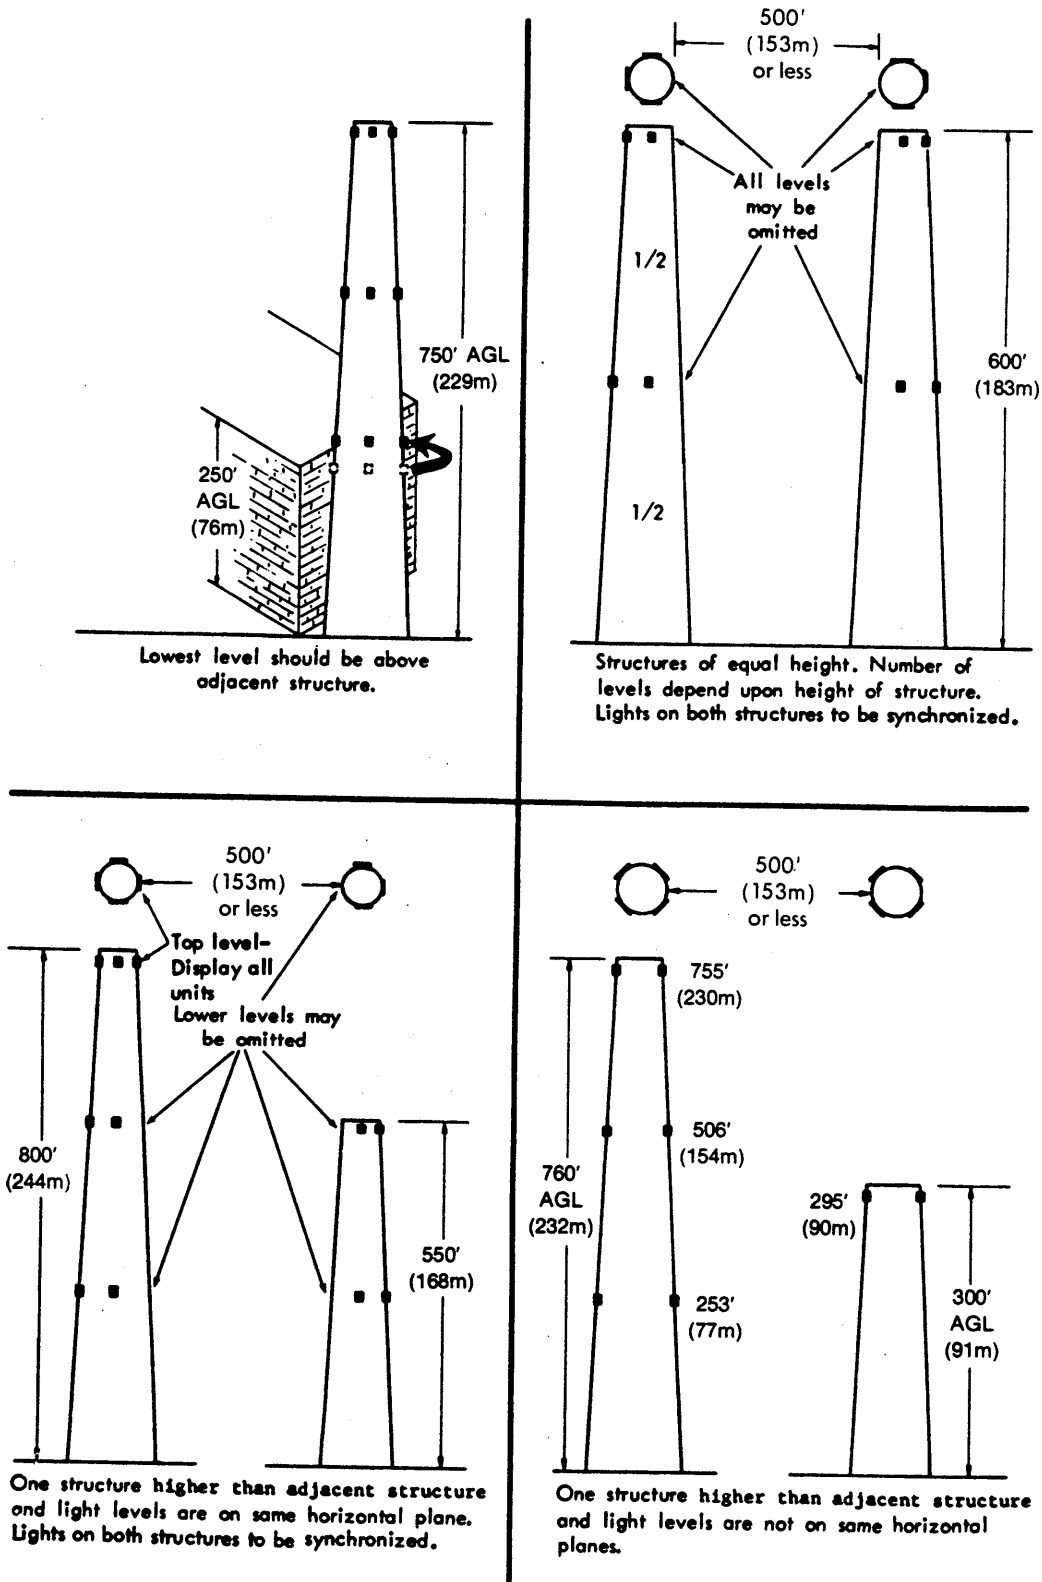 750' AGL
(229m)
250'
AGL
(76m)
Lowest level should be above
adjacent structure.
500'
(153m)
or less
All levels
may be
omitted
1/2
1/2
600'
(183m)
Structures of equal height. Number of
levels depend upon height of structure.
Lights on both structures to be synchronized.
500'
(153m)
or less
Top level-
Display all
units
Lower levels may
be omitted
800'
(244m)
550'
(168m)
One structure higher than adjacent structure
and light levels are on same horizontal plane.
Lights on both structures to be synchronized.
500'
(153m)
or less
755'
(230m)
506'
(154m)
760'
AGL
(232m)
295'
(90m)
253'
(77m)
300'
AGL
(91m)
One structure higher than adjacent structure
and light levels are not on same horizontal
planes.